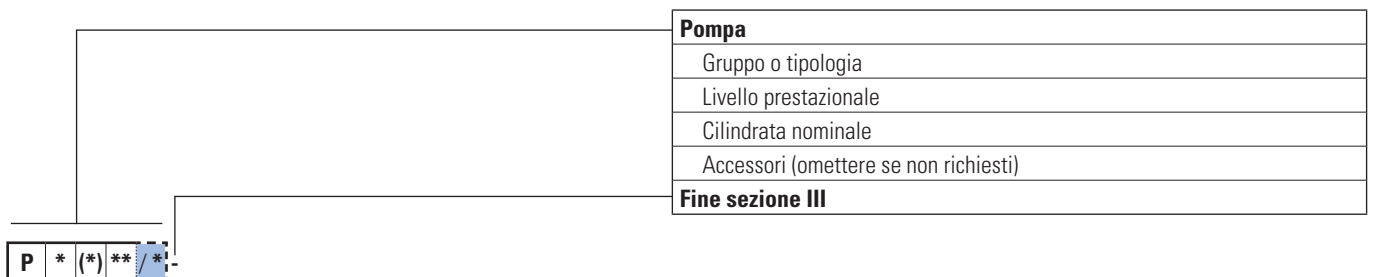 Pompa
Gruppo o tipologia
Livello prestazionale
Cilindrata nominale
Accessori (omettere se non richiesti)
Fine sezione III
P * (*) ** / * -